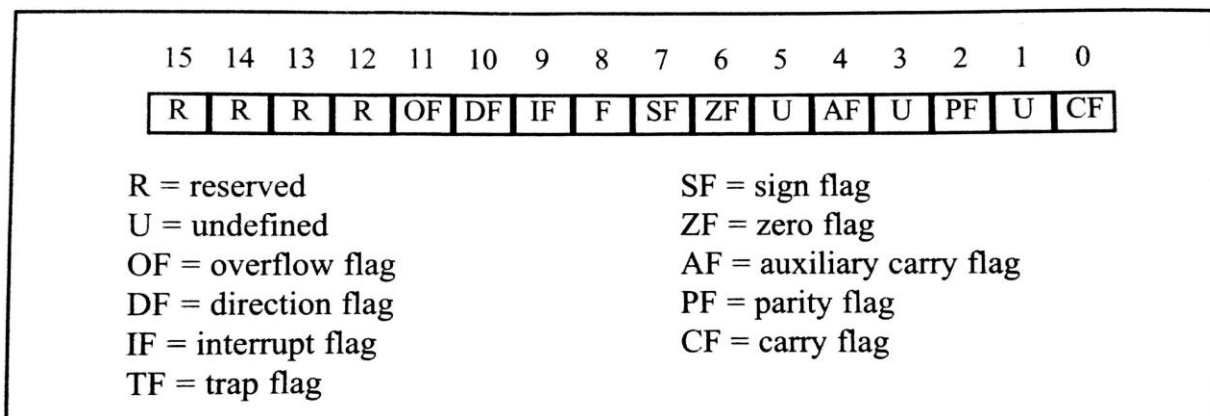 15 14 13 12 11 10 9 8 7 6 5 4 3 2 1 0
R R R R OF DF IF F SF ZF U AF U PF U CF
R = reserved
U = undefined
OF = overflow flag
DF = direction flag
IF = interrupt flag
TF = trap flag
SF = sign flag
ZF = zero flag
AF = auxiliary carry flag
PF = parity flag
CF = carry flag